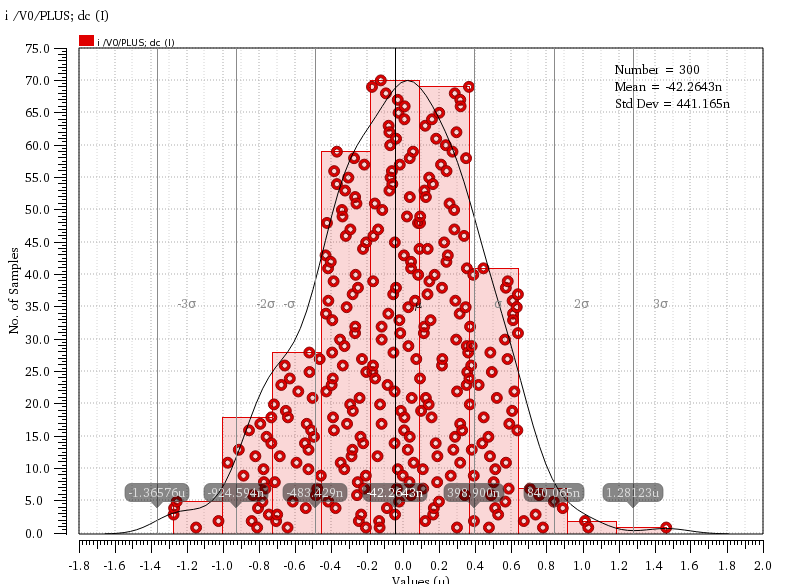 i /V0/PLUS; dc (I)
i /V0/PLUS; dc (I)
Number = 300
Mean = -42.2643n
Std Dev = 441.165n
No. of Samples
75.0
70.0
65.0
60.0
55.0
50.0
45.0
40.0
35.0
30.0
25.0
20.0
15.0
10.0
5.0
0.0
-3σ -2σ -σ μ σ 2σ 3σ
-1.36576u -924.594n -483.429n -42.2643n 398.900n 840.065n 1.28123u
-1.8 -1.6 -1.4 -1.2 -1.0 -0.8 -0.6 -0.4 -0.2 0.0 0.2 0.4 0.6 0.8 1.0 1.2 1.4 1.6 1.8 2.0
Values (u)